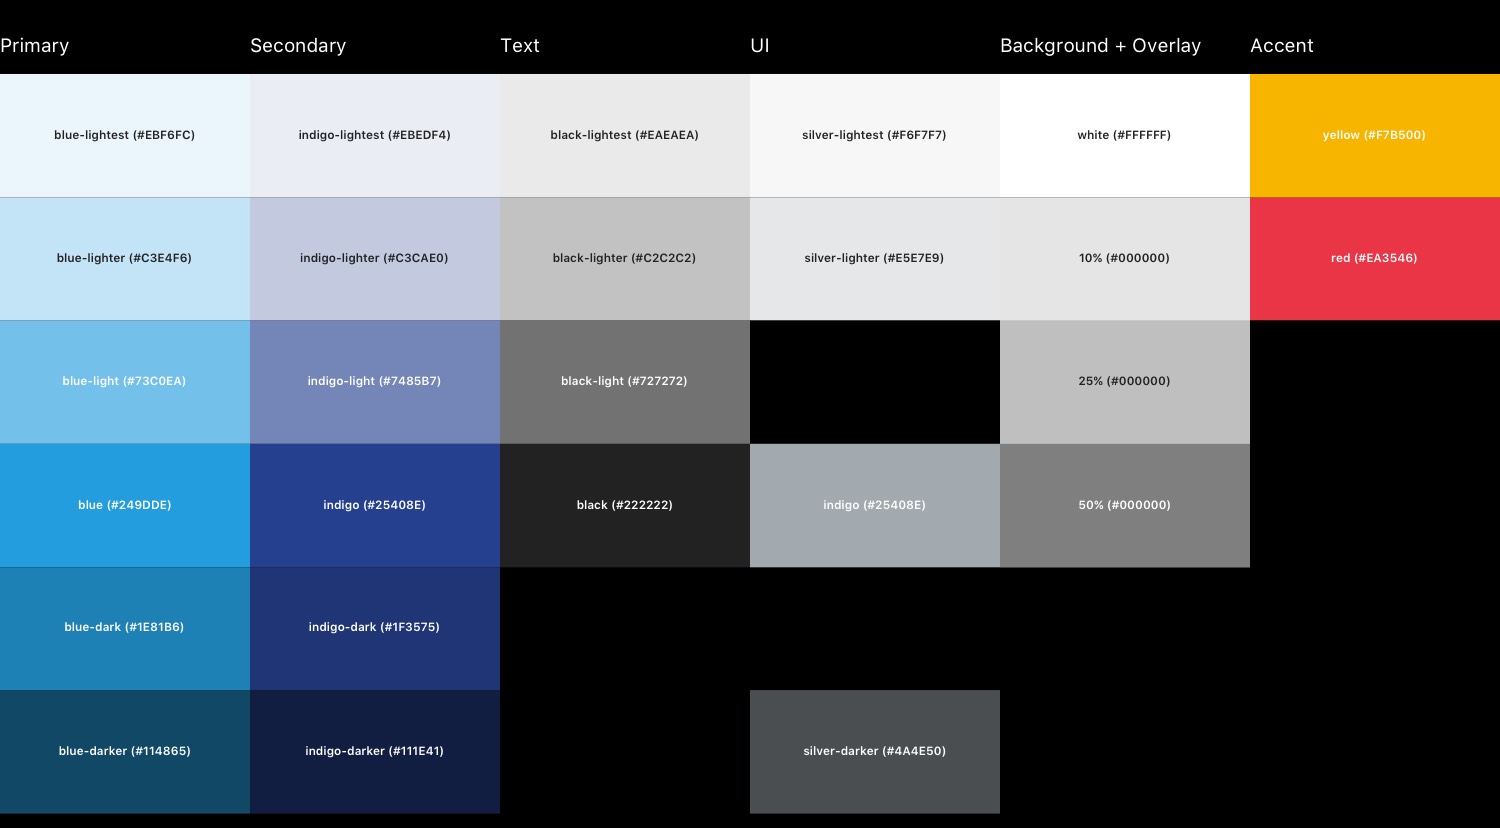 Primary
Secondary
Text
UI
Background + Overlay
Accent
blue-lightest (#EBF6FC)
indigo-lightest (#EBEDF4)
black-lightest (#EAEAEA)
silver-lightest (#F6F7F7)
white (#FFFFFF)
yellow (#F7B500)
blue-lighter (#C3E4F6)
indigo-lighter (#C3CAE0)
black-lighter (#C2C2C2)
silver-lighter (#E5E7E9)
10% (#000000)
red (#EA3546)
blue-light (#73C0EA)
indigo-light (#7485B7)
black-light (#727272)
25% (#000000)
blue (#249DDE)
indigo (#25408E)
black (#222222)
indigo (#25408E)
50% (#000000)
blue-dark (#1E81B6)
indigo-dark (#1F3575)
blue-darker (#114865)
indigo-darker (#111E41)
silver-darker (#4A4E50)